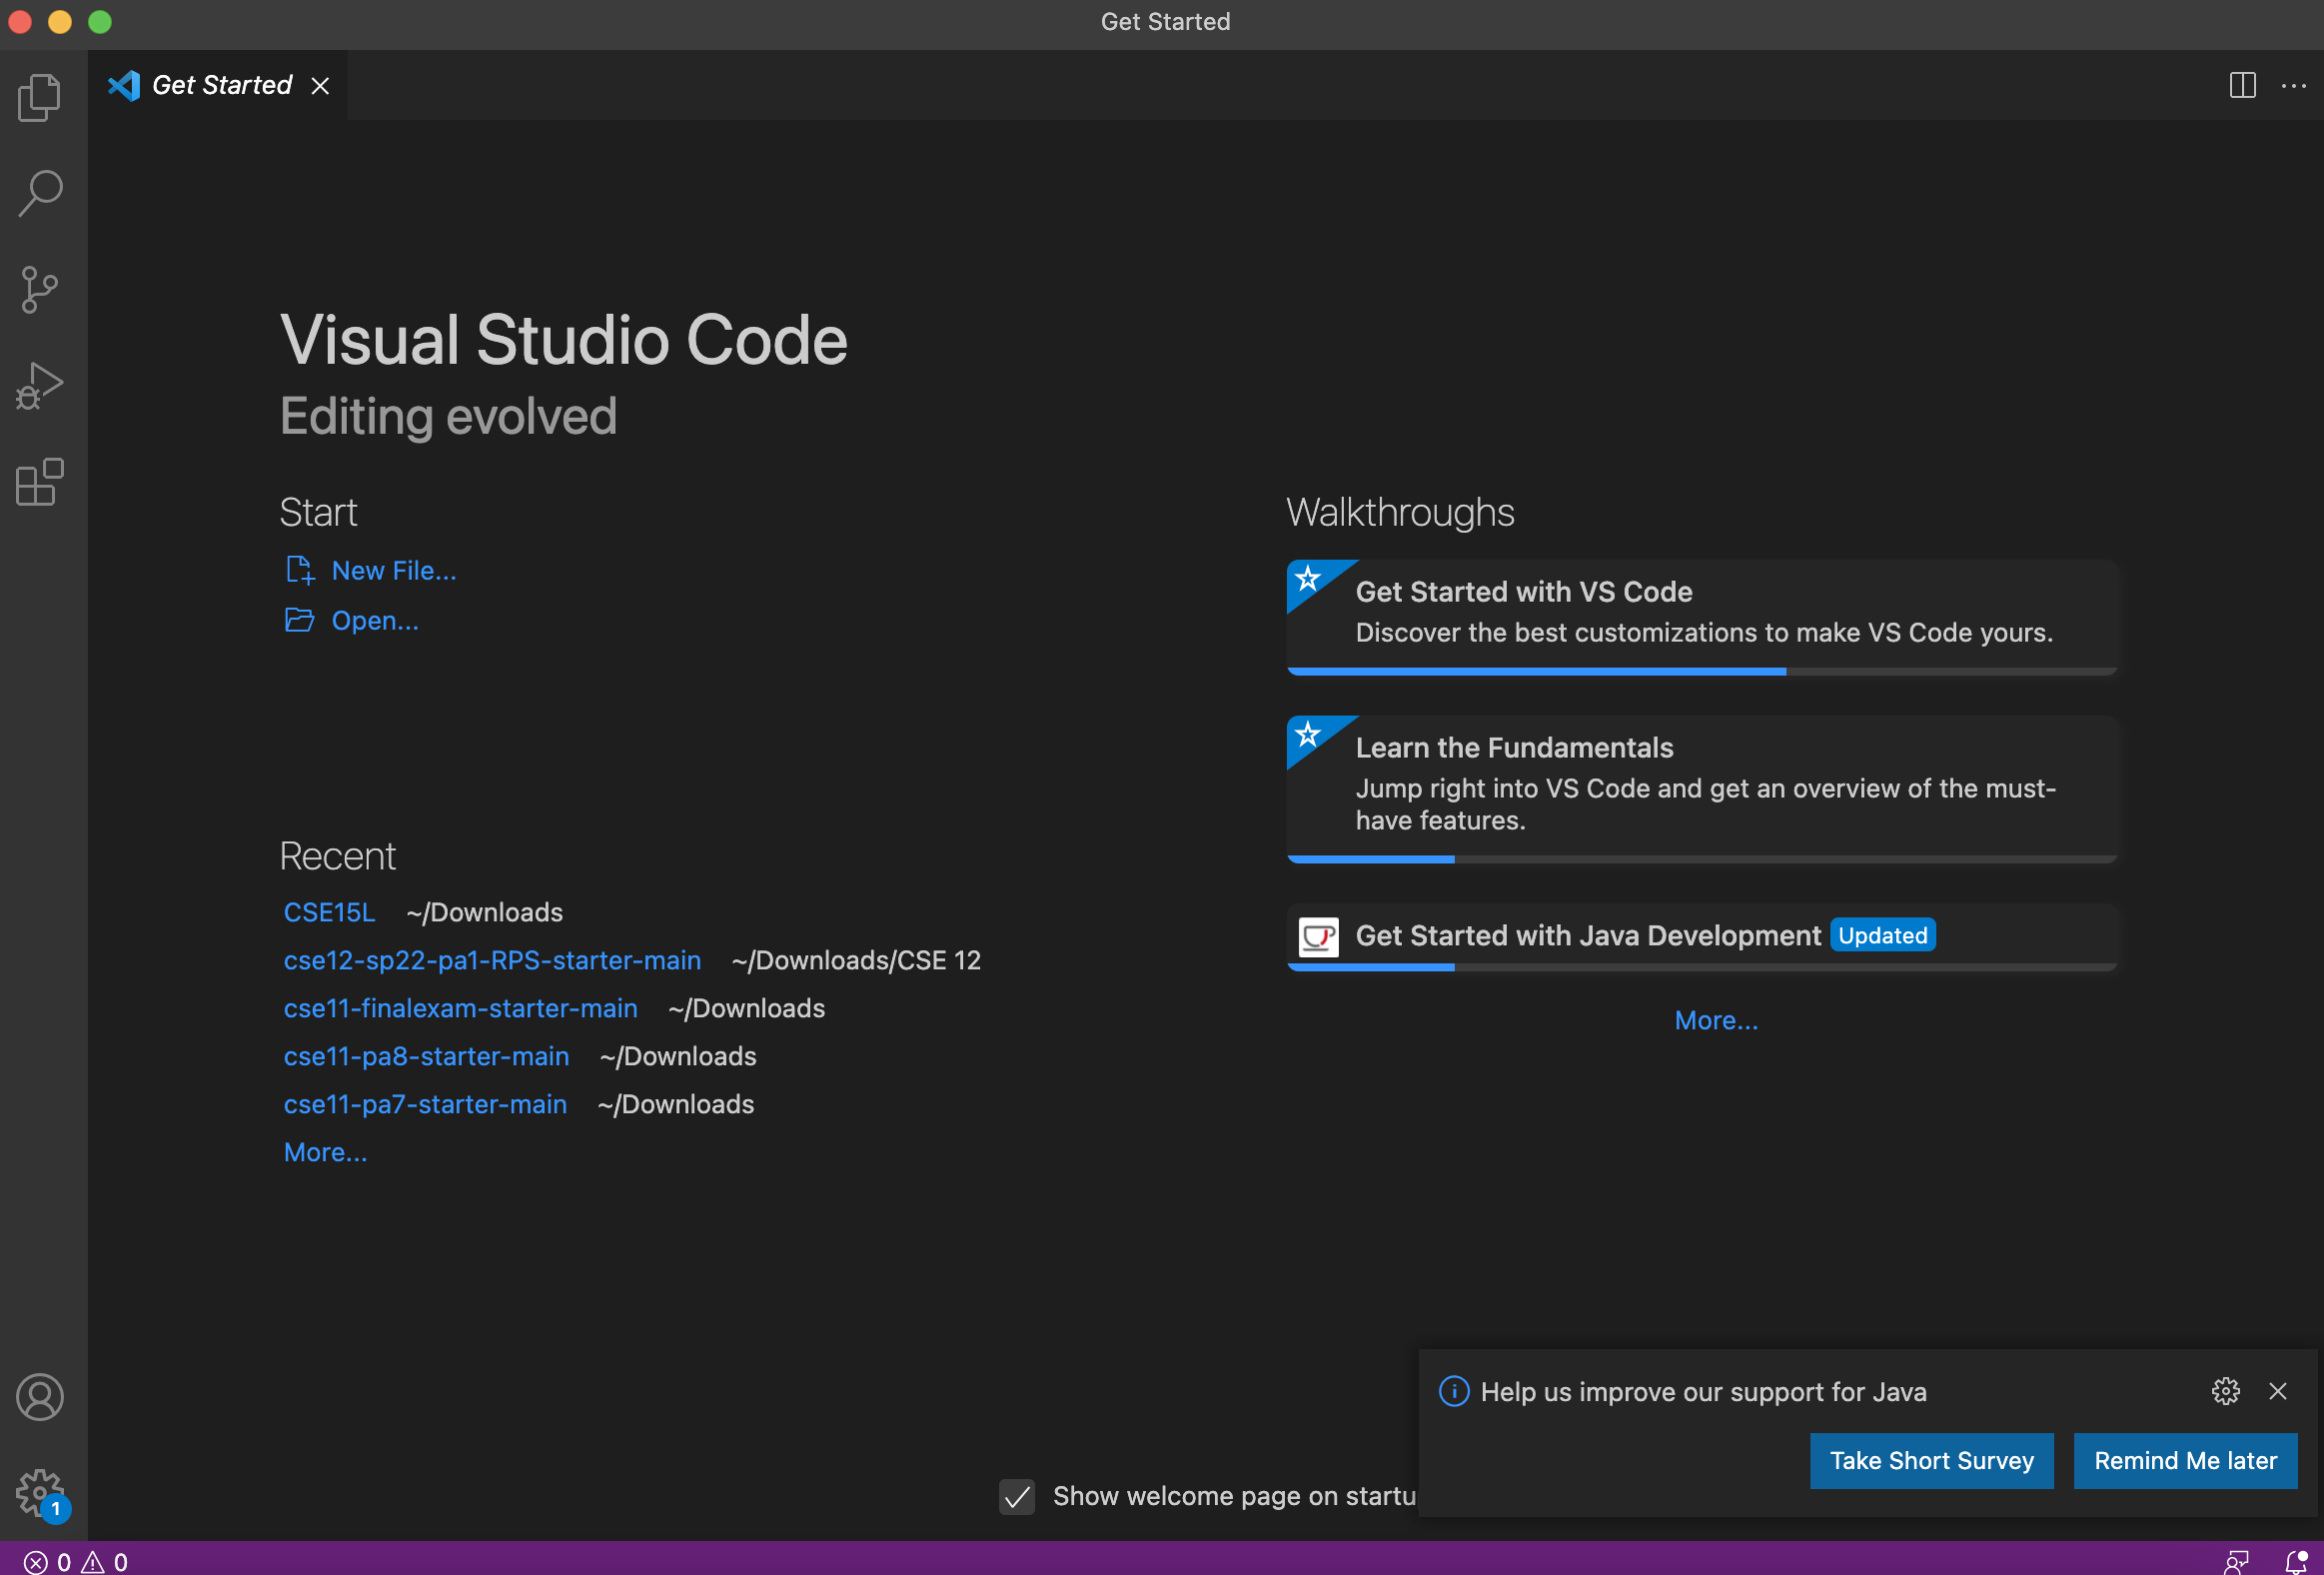 Get Started
Get Started
Visual Studio Code
Editing evolved
Start
New File...
Open...
Recent
CSE15L ~/Downloads
cse12-sp22-pa1-RPS-starter-main ~/Downloads/CSE 12
cse11-finalexam-starter-main ~/Downloads
cse11-pa8-starter-main ~/Downloads
cse11-pa7-starter-main ~/Downloads
More...
Walkthroughs
Get Started with VS Code
Discover the best customizations to make VS Code yours.
Learn the Fundamentals
Jump right into VS Code and get an overview of the must-
have features.
Get Started with Java Development Updated
More...
Help us improve our support for Java
Take Short Survey Remind Me later
Show welcome page on startu
1
0 0